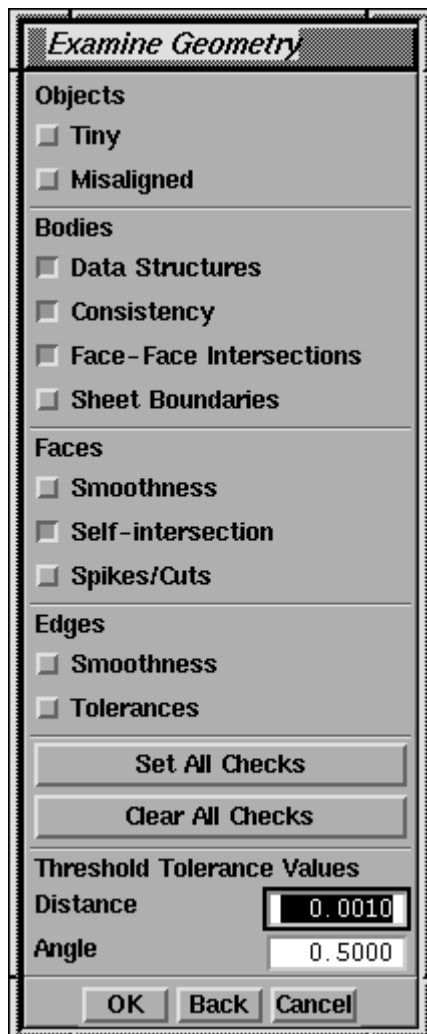 Examine Geometry
Objects
Tiny
Misaligned
Bodies
Data Structures
Consistency
Face-Face Intersections
Sheet Boundaries
Faces
Smoothness
Self-intersection
Spikes/Cuts
Edges
Smoothness
Tolerances
Set All Checks
Clear All Checks
Threshold Tolerance Values
Distance 0.0010
Angle 0.5000
OK Back Cancel